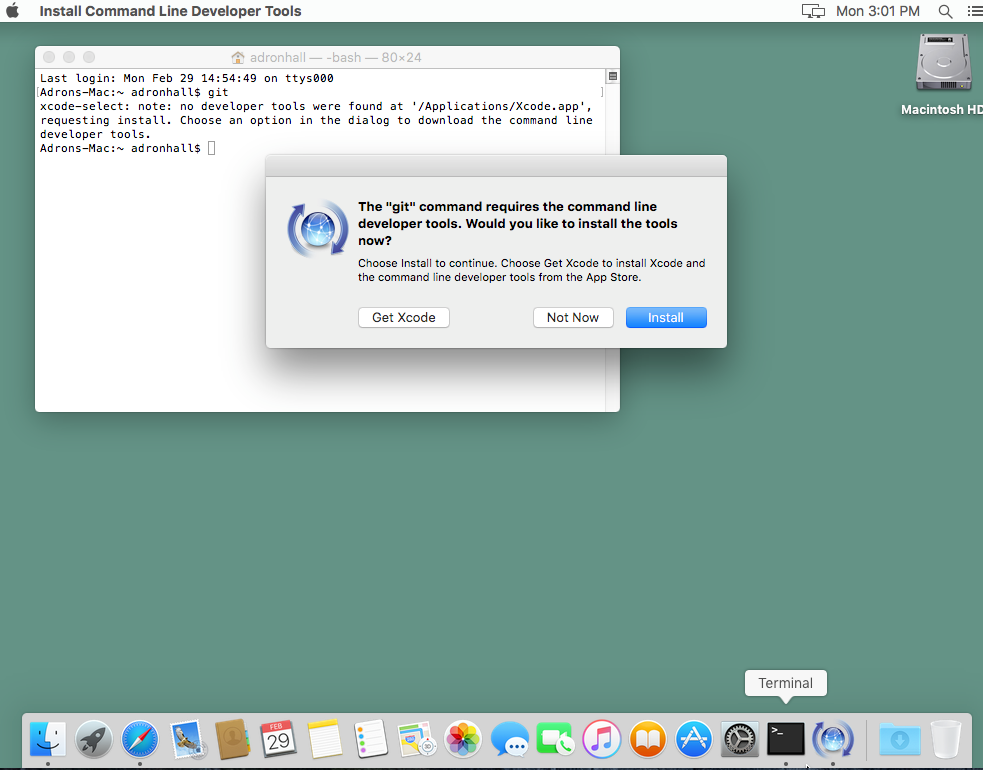 Install Command Line Developer Tools
Mon 3:01 PM
adronhall — -bash — 80×24
Last login: Mon Feb 29 14:54:49 on ttys000
[Adrons-Mac:~ adronhall$ git ]
xcode-select: note: no developer tools were found at '/Applications/Xcode.app',
requesting install. Choose an option in the dialog to download the command line
developer tools.
Adrons-Mac:~ adronhall$
Macintosh HD
The "git" command requires the command line
developer tools. Would you like to install the tools
now?
Choose Install to continue. Choose Get Xcode to install Xcode and
the command line developer tools from the App Store.
Get Xcode
Not Now
Install
Terminal
FEB
29
>_